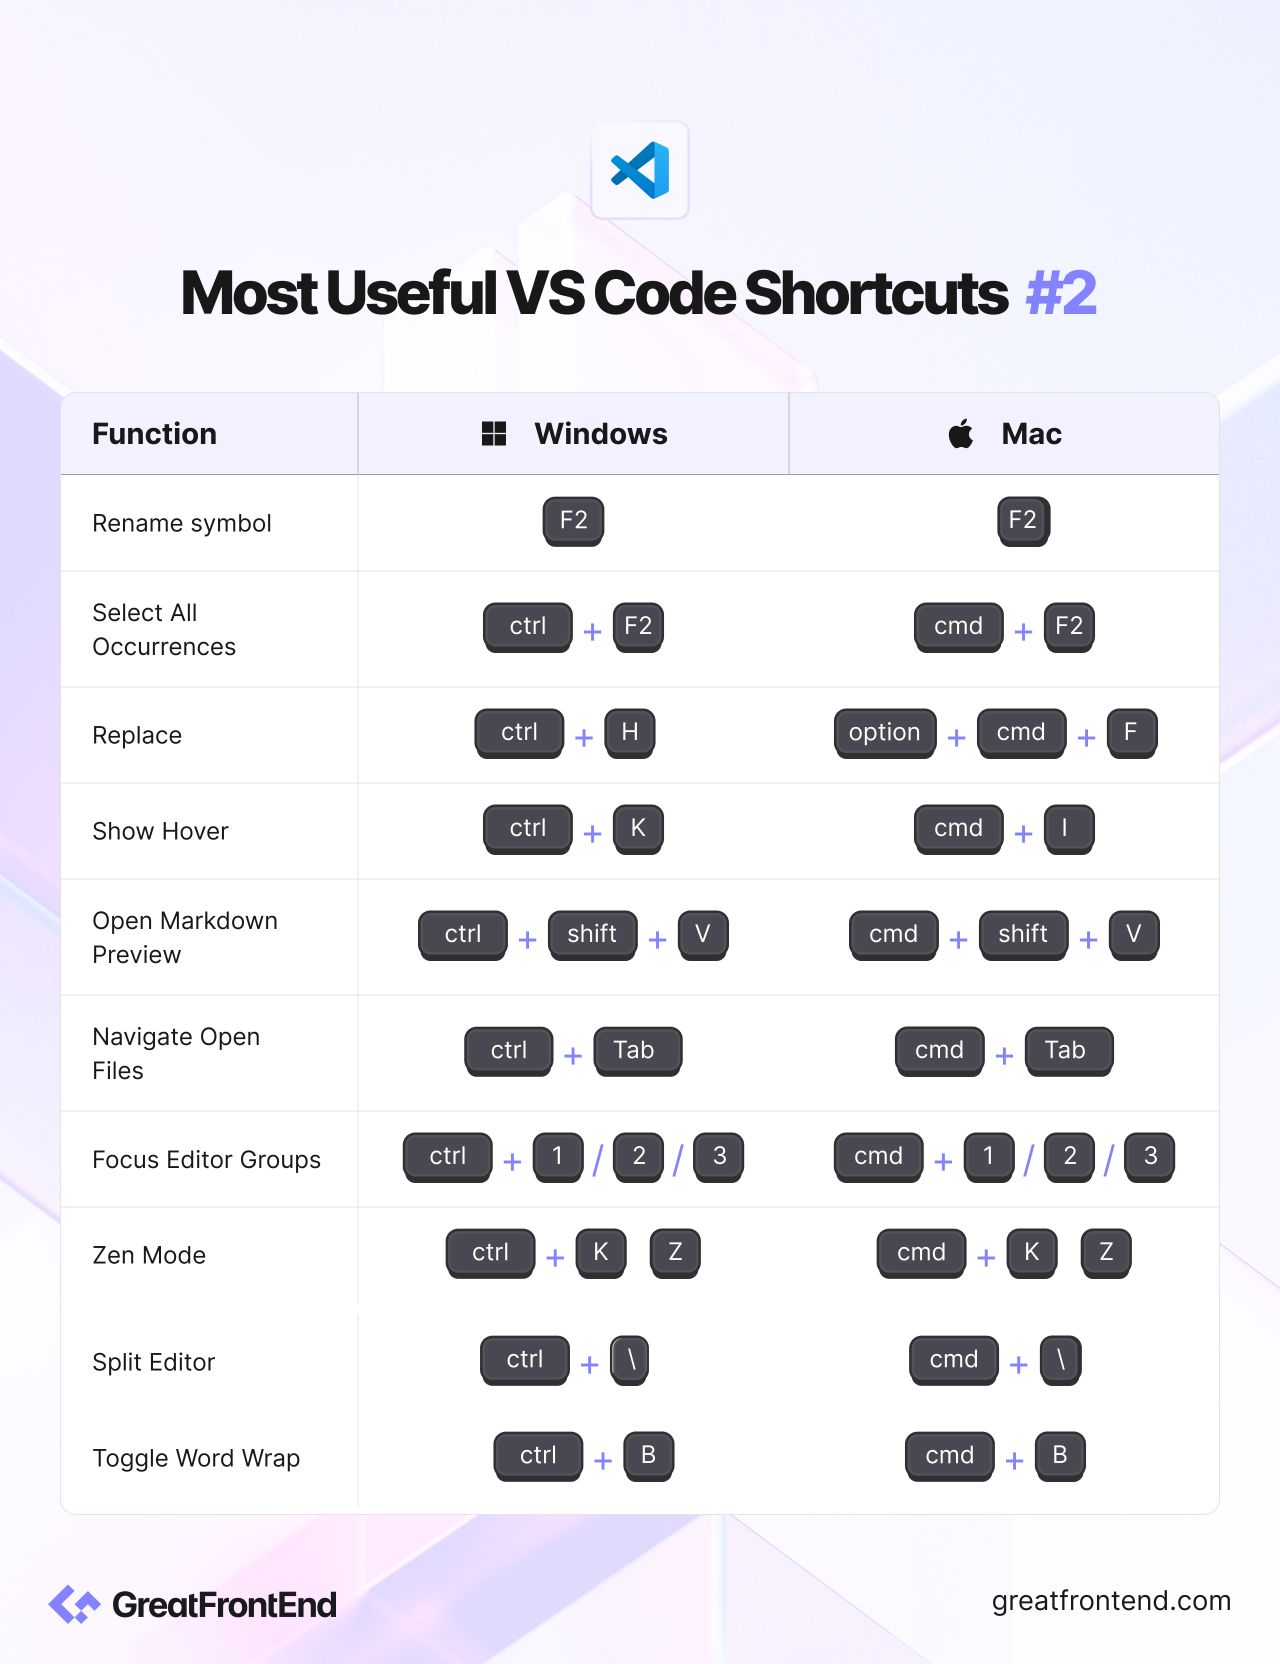 Most Useful VS Code Shortcuts #2
Function Windows Mac
Rename symbol F2 F2
Select All
Occurrences ctrl + F2 cmd + F2
Replace ctrl + H option + cmd + F
Show Hover ctrl + K cmd + I
Open Markdown
Preview ctrl + shift + V cmd + shift + V
Navigate Open
Files ctrl + Tab cmd + Tab
Focus Editor Groups ctrl + 1 / 2 / 3 cmd + 1 / 2 / 3
Zen Mode ctrl + K Z cmd + K Z
Split Editor ctrl + \ cmd + \
Toggle Word Wrap ctrl + B cmd + B
GreatFrontEnd greatfrontend.com